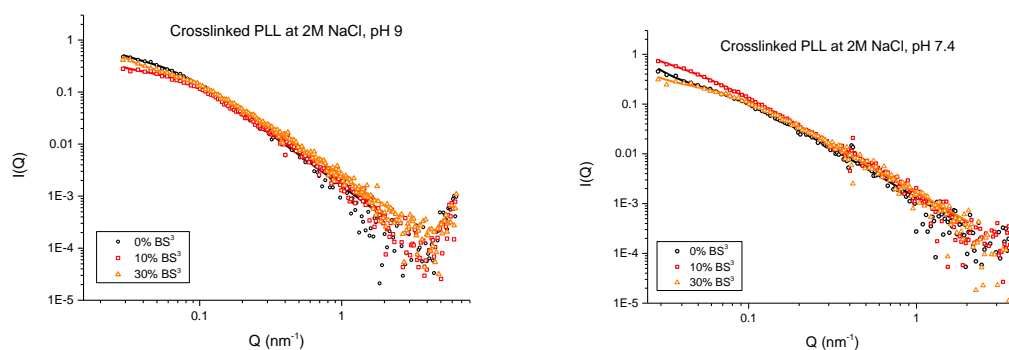 Crosslinked PLL at 2M NaCl, pH 9
1
0.1
0.01
1E-3
1E-4
1E-5
I(Q)
0% BS³
10% BS³
30% BS³
0.1
1
Q (nm⁻¹)
Crosslinked PLL at 2M NaCl, pH 7.4
1
0.1
0.01
1E-3
1E-4
1E-5
I(Q)
0% BS³
10% BS³
30% BS³
0.1
1
Q (nm⁻¹)